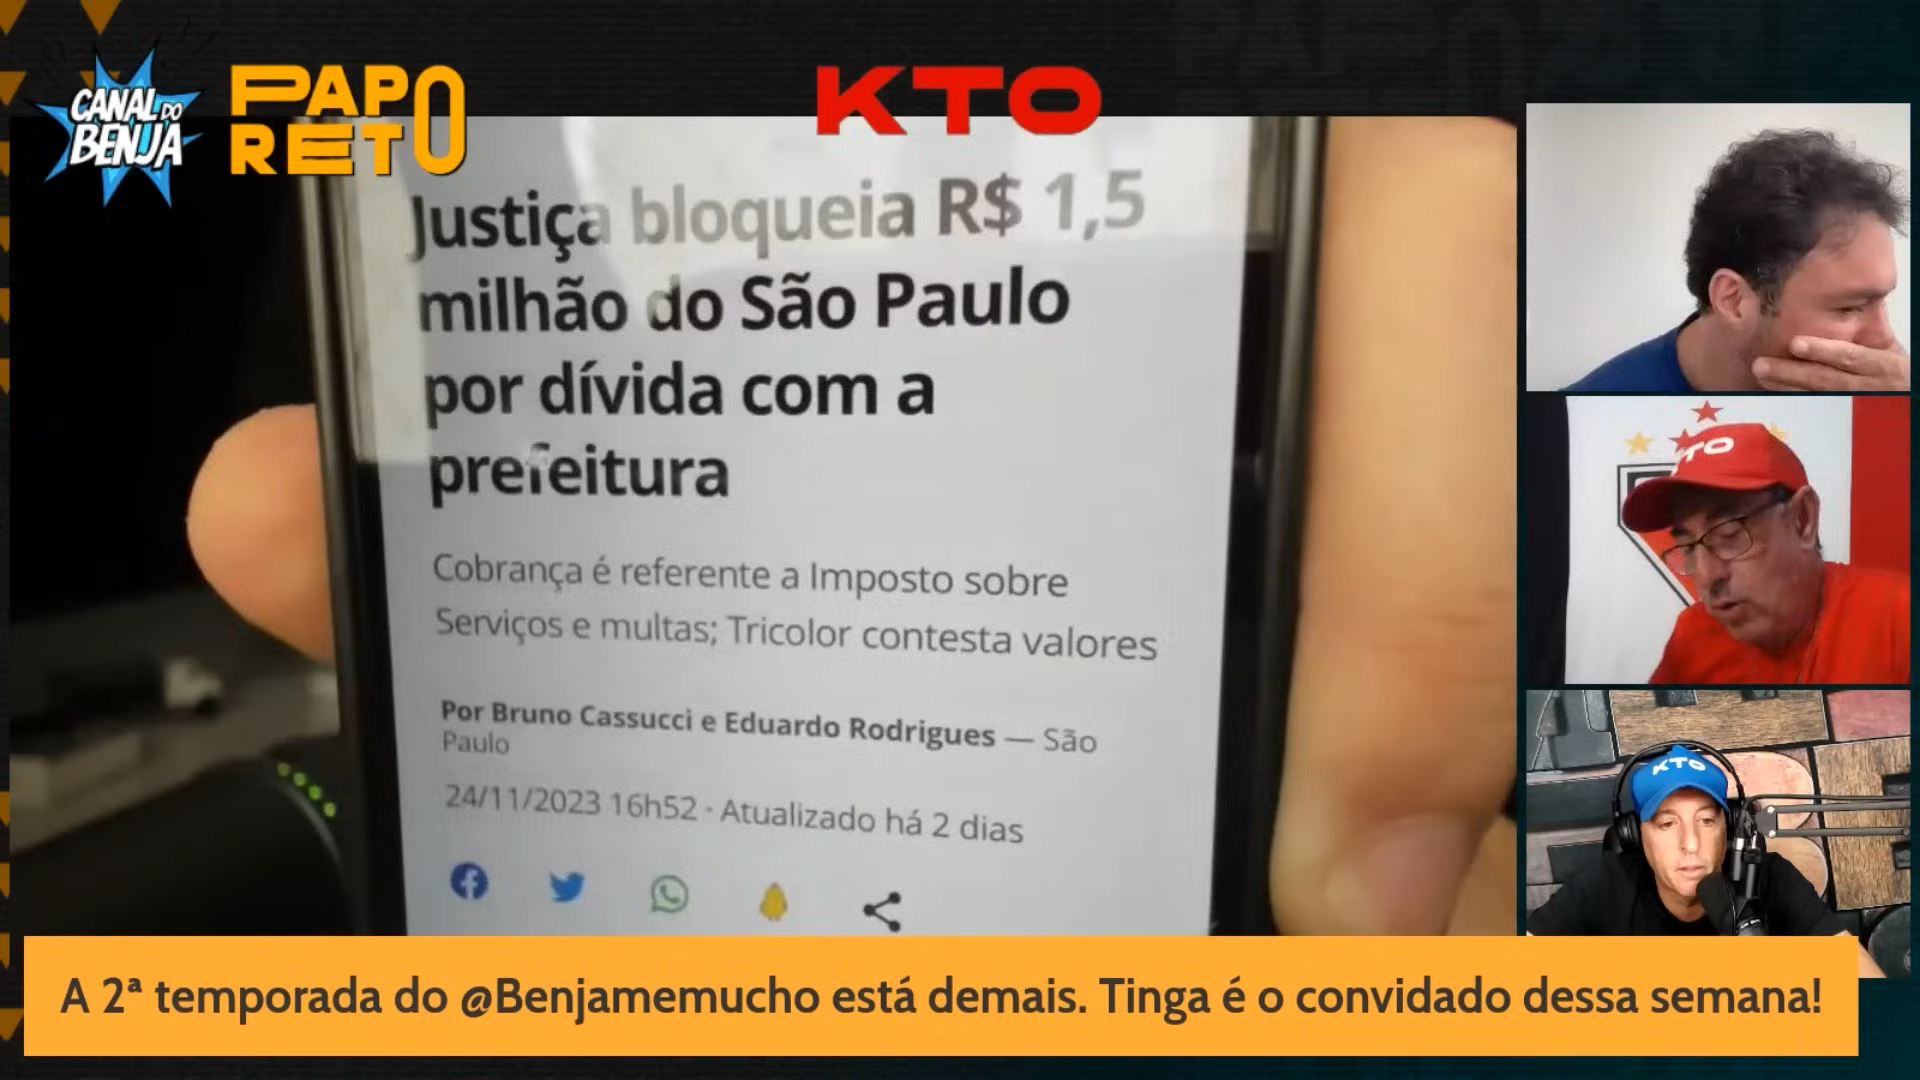 CANAL DO
BENJA
PAPO
RETO
KTO
Justiça bloqueia R$ 1,5
milhão do São Paulo
por dívida com a
prefeitura
Cobrança é referente a Imposto sobre
Serviços e multas; Tricolor contesta valores
Por Bruno Cassucci e Eduardo Rodrigues — São
Paulo
24/11/2023 16h52 · Atualizado há 2 dias
KTO
KTO
A 2ª temporada do @Benjamemucho está demais. Tinga é o convidado dessa semana!